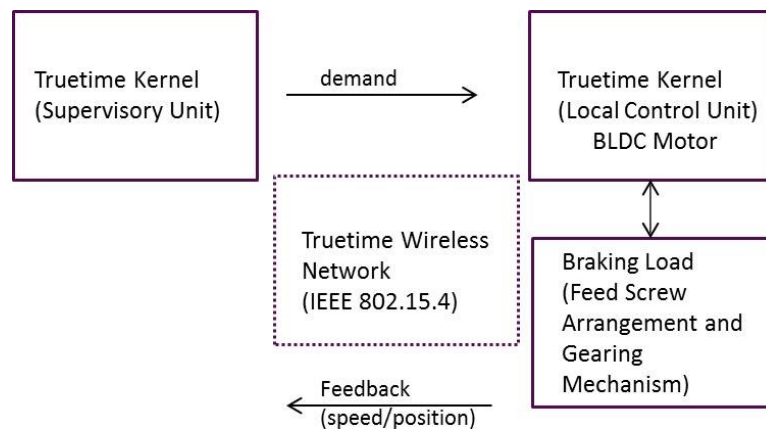 Truetime Kernel
(Supervisory Unit)
demand
Truetime Kernel
(Local Control Unit)
BLDC Motor
Truetime Wireless
Network
(IEEE 802.15.4)
Braking Load
(Feed Screw
Arrangement and
Gearing
Mechanism)
Feedback
(speed/position)